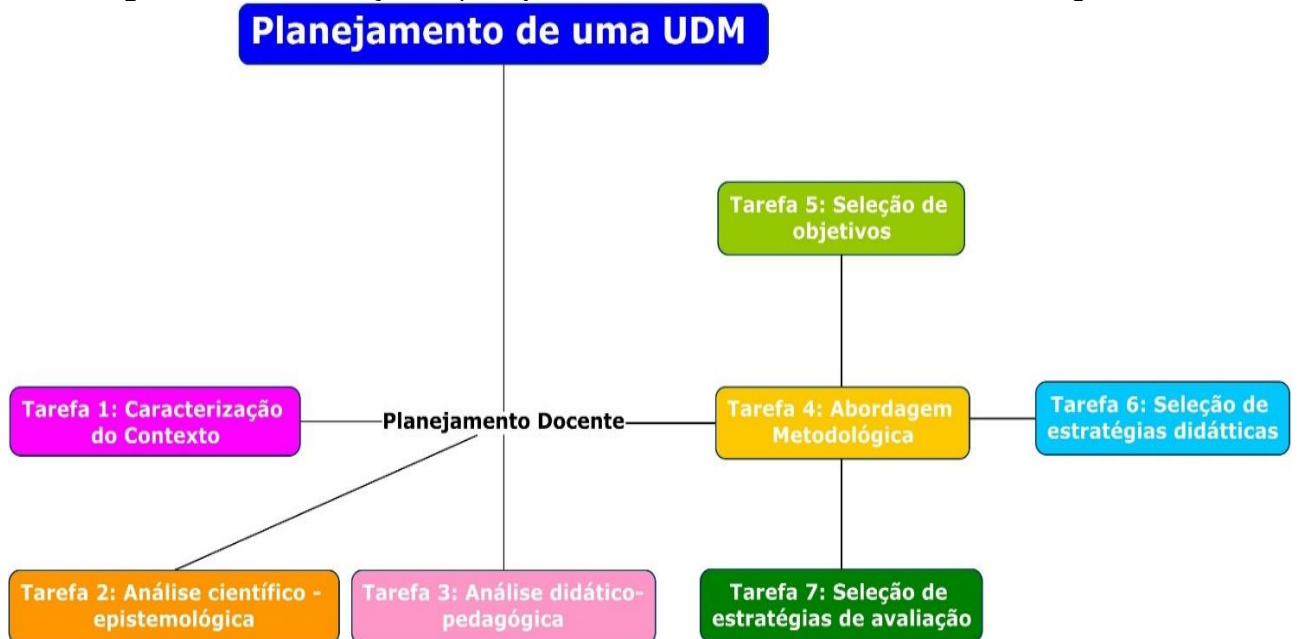 Planejamento de uma UDM
Tarefa 5: Seleção de
objetivos
Tarefa 1: Caracterização
do Contexto
Planejamento Docente
Tarefa 4: Abordagem
Metodológica
Tarefa 6: Seleção de
estratégias didátticas
Tarefa 2: Análise científico -
epistemológica
Tarefa 3: Análise didático-
pedagógica
Tarefa 7: Seleção de
estratégias de avaliação